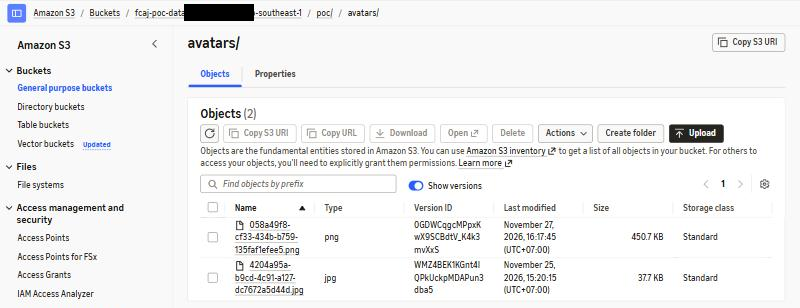 Amazon S3 > Buckets > fcaj-poc-data southeast-1 > poc/ > avatars/
Amazon S3
Buckets
General purpose buckets
Directory buckets
Table buckets
Vector buckets Updated
Files
File systems
Access management and
security
Access Points
Access Points for FSx
Access Grants
IAM Access Analyzer
avatars/
Copy S3 URI
Objects
Properties
Objects (2)
Copy S3 URI Copy URL Download Open Delete Actions Create folder Upload
Objects are the fundamental entities stored in Amazon S3. You can use Amazon S3 inventory to get a list of all objects in your bucket. For others to
access your objects, you'll need to explicitly grant them permissions. Learn more
Find objects by prefix
Show versions
1
Name Type Version ID Last modified Size Storage class
058a49f8-
cf33-434b-b759-
135faf1efee5.png
png
0GDWCqgcMPpxK
wX9SCBdtV_K4k3
mvXxS
November 27,
2026, 16:17:45
(UTC+07:00)
450.7 KB
Standard
4204a95a-
b9cd-4c91-a127-
dc7672a5d44d.jpg
jpg
WMZ4BEK1KGnt4I
QPkUckpMDAPun3
dba5
November 25,
2026, 15:20:15
(UTC+07:00)
37.7 KB
Standard